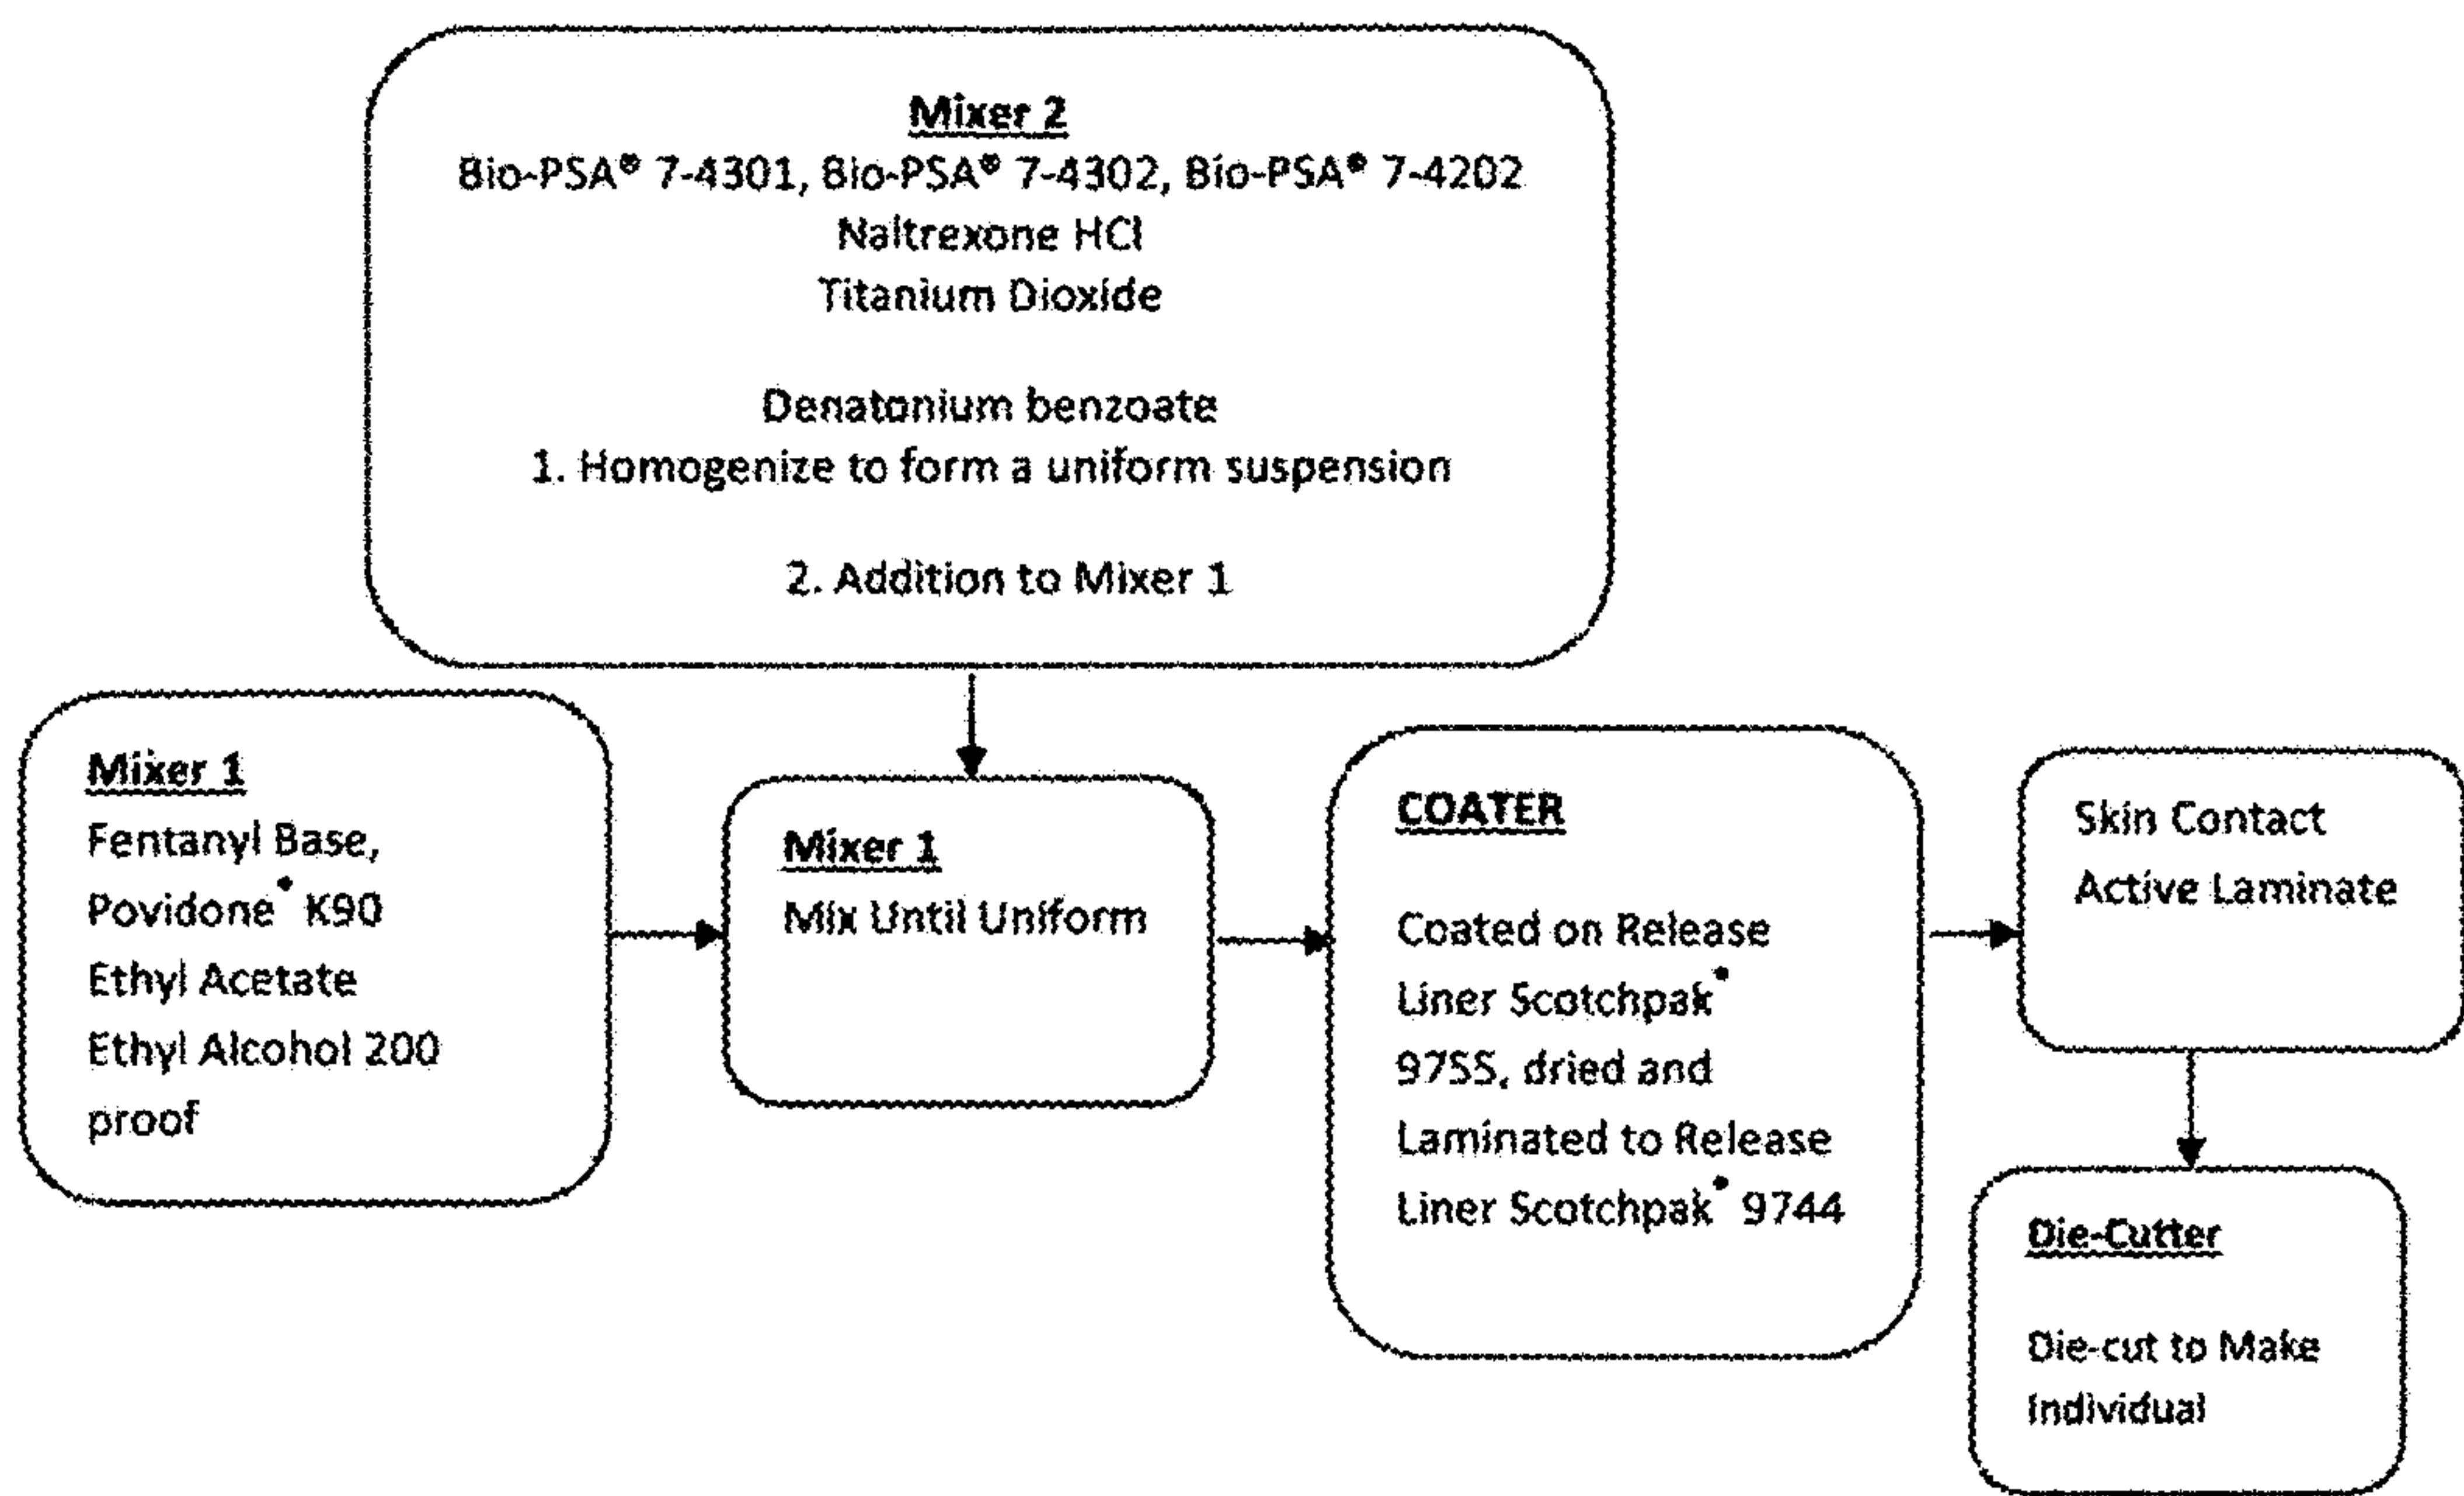 Mixer 2
Bio-PSA® 7-4301, Bio-PSA® 7-4302, Bio-PSA® 7-4202
Naltrexone HCl
Titanium Dioxide
Denatonium benzoate
1. Homogenize to form a uniform suspension
2. Addition to Mixer 1
Mixer 1
Fentanyl Base,
Povidone® K90
Ethyl Acetate
Ethyl Alcohol 200
proof
Mixer 1
Mix Until Uniform
COATER
Coated on Release
Liner Scotchpak®
9755, dried and
Laminated to Release
Liner Scotchpak® 9744
Skin Contact
Active Laminate
Die-Cutter
Die-cut to Make
Individual